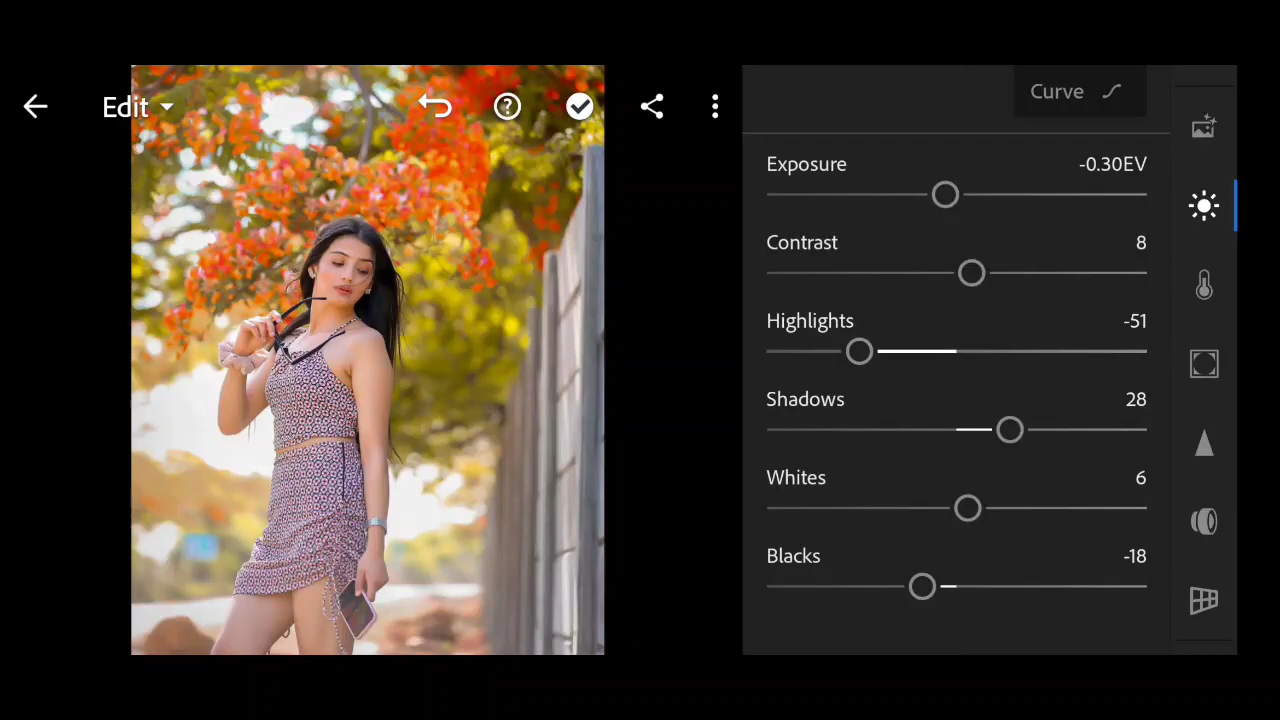 Edit
Curve
Exposure -0.30EV
Contrast 8
Highlights -51
Shadows 28
Whites 6
Blacks -18